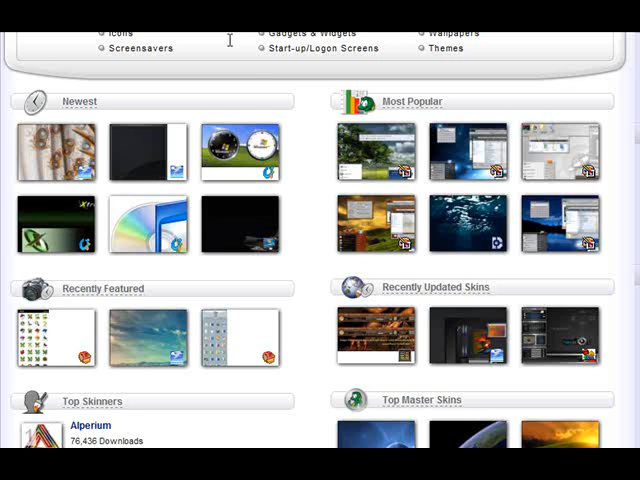 Icons
Gadgets & Widgets
Wallpapers
Screensavers
Start-up/Logon Screens
Themes
Newest
Most Popular
Recently Featured
Recently Updated Skins
Top Skinners
Top Master Skins
Alperium
76,436 Downloads